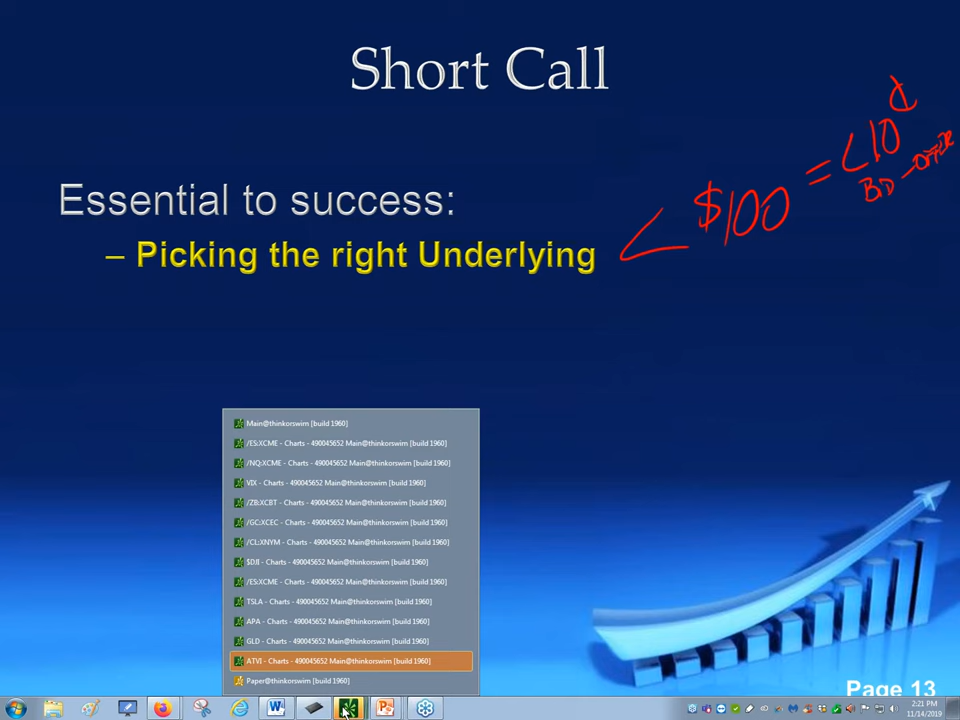 Short Call
Essential to success:
– Picking the right Underlying
< $100 = < 10 ¢
BID - OFFER
Main@thinkorswim [build 1960]
/ES:XCME - Charts - 490045652 Main@thinkorswim [build 1960]
/NQ:XCME - Charts - 490045652 Main@thinkorswim [build 1960]
VIX - Charts - 490045652 Main@thinkorswim [build 1960]
/ZB:XCBT - Charts - 490045652 Main@thinkorswim [build 1960]
/GC:XCEC - Charts - 490045652 Main@thinkorswim [build 1960]
/CL:XNYM - Charts - 490045652 Main@thinkorswim [build 1960]
$DJI - Charts - 490045652 Main@thinkorswim [build 1960]
/ES:XCME - Charts - 490045652 Main@thinkorswim [build 1960]
TSLA - Charts - 490045652 Main@thinkorswim [build 1960]
APA - Charts - 490045652 Main@thinkorswim [build 1960]
GLD - Charts - 490045652 Main@thinkorswim [build 1960]
ATVI - Charts - 490045652 Main@thinkorswim [build 1960]
Paper@thinkorswim [build 1960]
Page 13
2:21 PM
11/14/2019